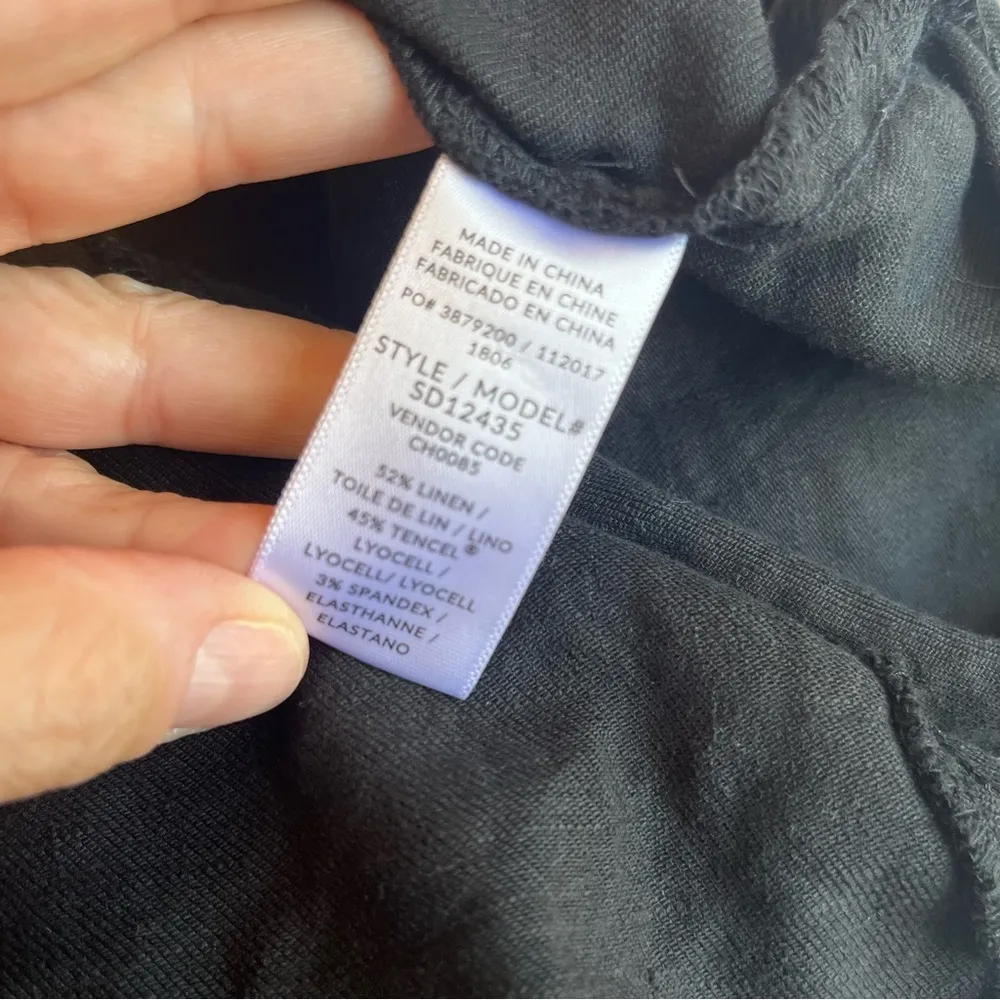 MADE IN CHINA
FABRIQUE EN CHINE
FABRICADO EN CHINA
PO# 3879200 / 112017
1806
STYLE / MODEL#
SD12435
VENDOR CODE
CH0085
52% LINEN /
TOILE DE LIN / LINO
45% TENCEL®
LYOCELL /
LYOCELL/ LYOCELL
3% SPANDEX /
ELASTHANNE /
ELASTANO